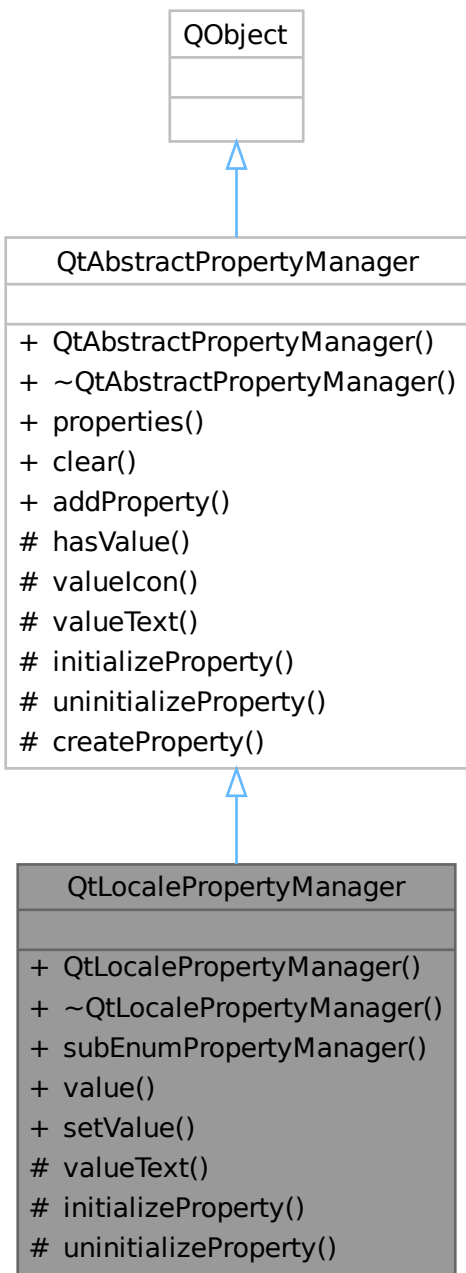 QObject
QtAbstractPropertyManager
+ QtAbstractPropertyManager()
+ ~QtAbstractPropertyManager()
+ properties()
+ clear()
+ addProperty()
# hasValue()
# valueIcon()
# valueText()
# initializeProperty()
# uninitializeProperty()
# createProperty()
QtLocalePropertyManager
+ QtLocalePropertyManager()
+ ~QtLocalePropertyManager()
+ subEnumPropertyManager()
+ value()
+ setValue()
# valueText()
# initializeProperty()
# uninitializeProperty()